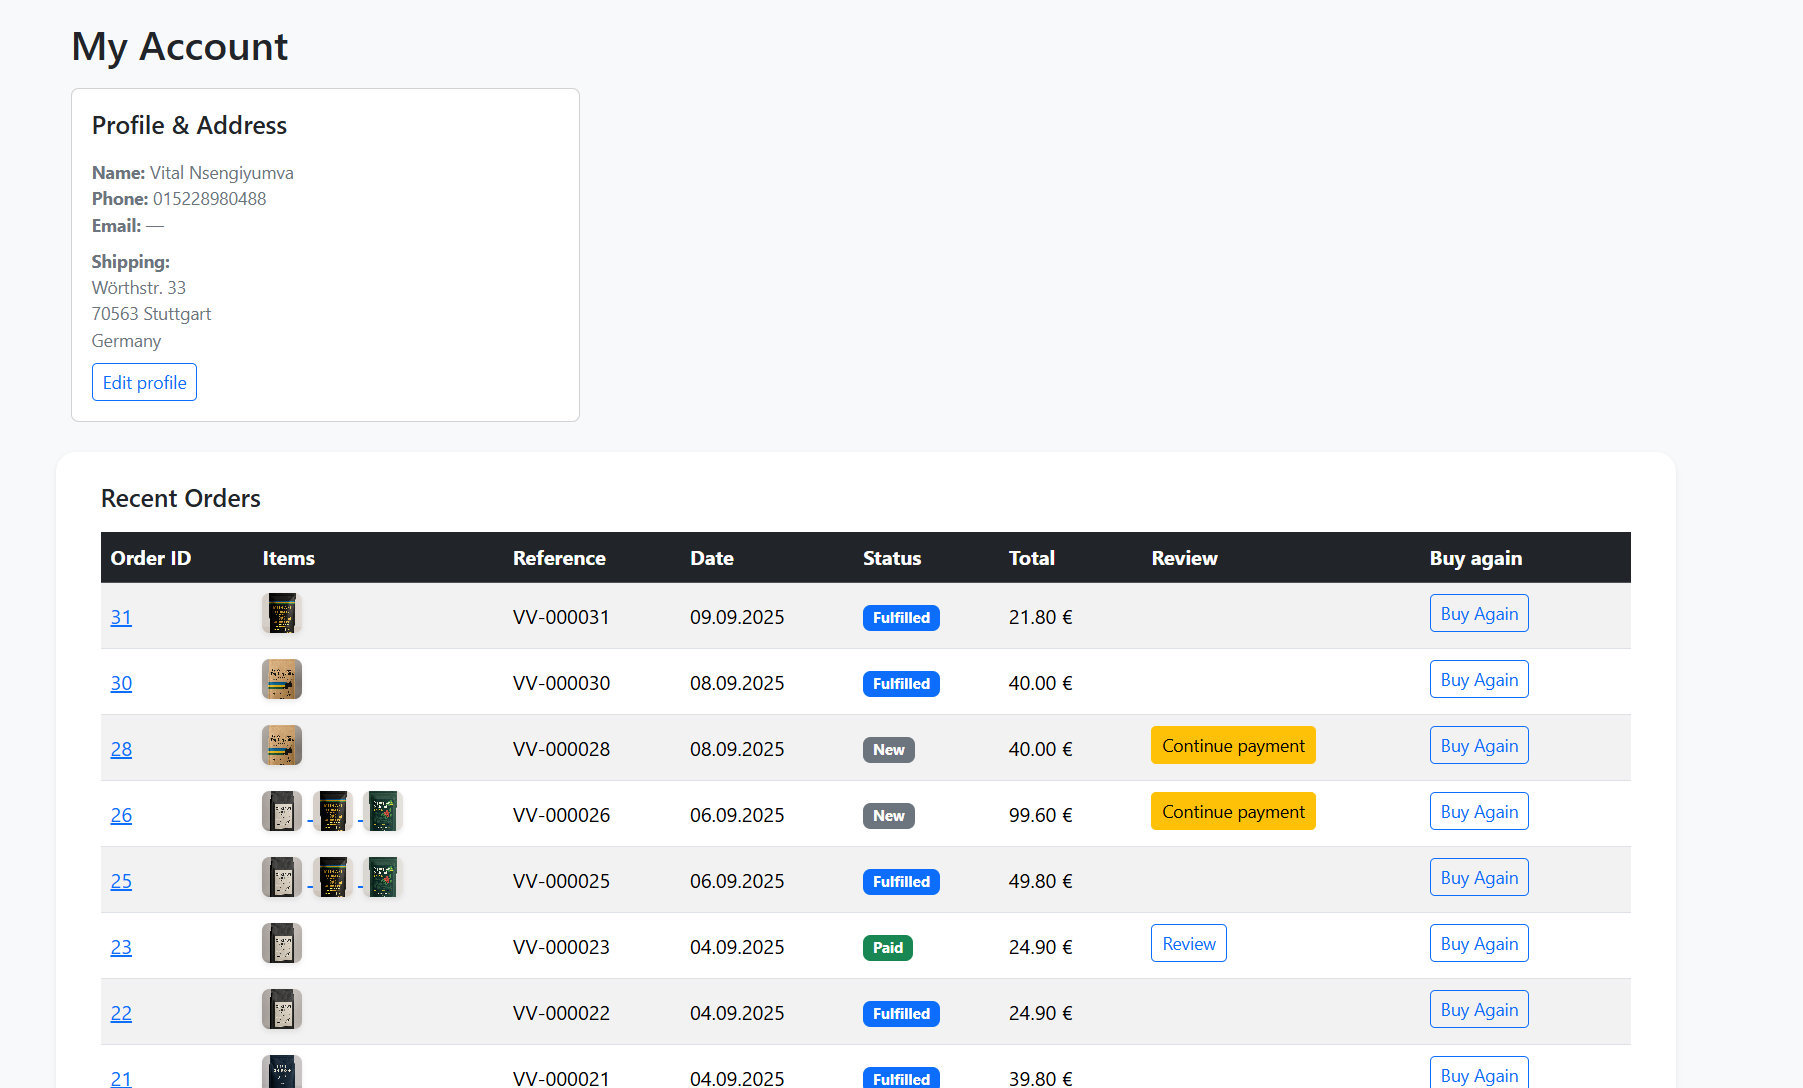 My Account
Profile & Address
Name: Vital Nsengiyumva
Phone: 015228980488
Email: —
Shipping:
Wörthstr. 33
70563 Stuttgart
Germany
Edit profile
Recent Orders
Order ID Items Reference Date Status Total Review Buy again
31 VV-000031 09.09.2025 Fulfilled 21.80 € Buy Again
30 VV-000030 08.09.2025 Fulfilled 40.00 € Buy Again
28 VV-000028 08.09.2025 New 40.00 € Continue payment Buy Again
26 VV-000026 06.09.2025 New 99.60 € Continue payment Buy Again
25 VV-000025 06.09.2025 Fulfilled 49.80 € Buy Again
23 VV-000023 04.09.2025 Paid 24.90 € Review Buy Again
22 VV-000022 04.09.2025 Fulfilled 24.90 € Buy Again
21 VV-000021 04.09.2025 Fulfilled 39.80 € Buy Again